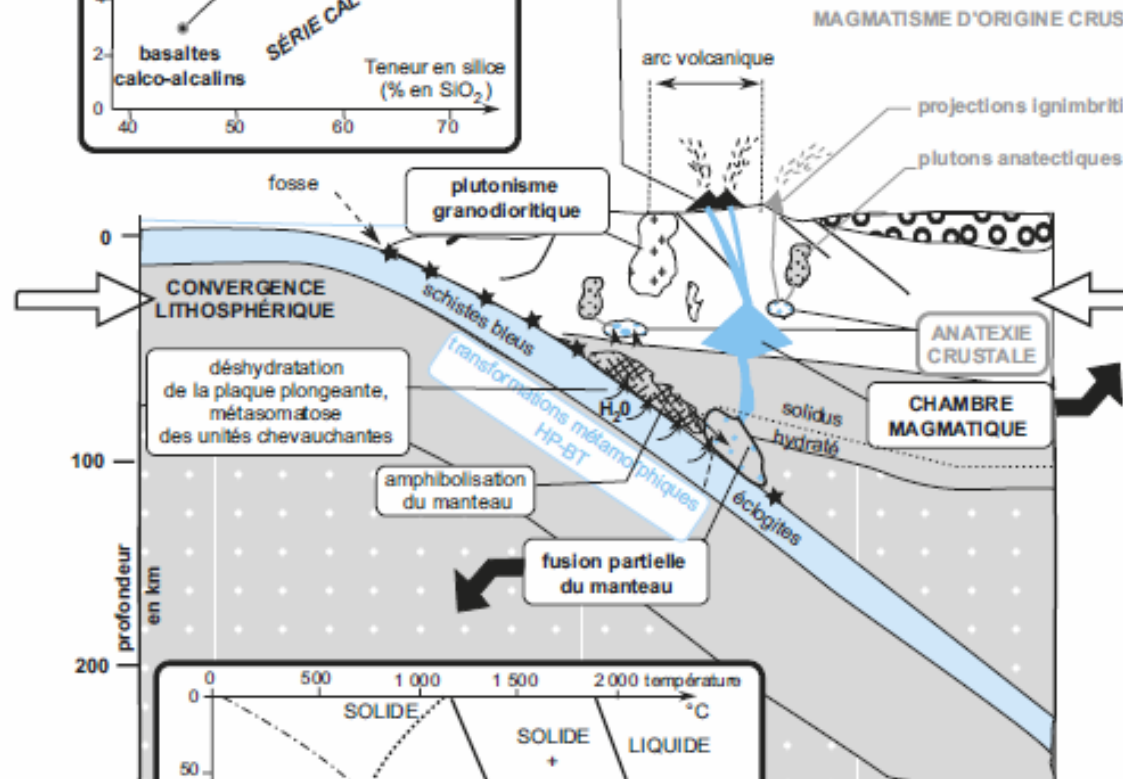 MAGMATISME D'ORIGINE CRUS
4
SÉRIE CAL
2
basaltes
calco-alcalins
Teneur en silice
(% en SiO2)
0
40
50
60
70
arc volcanique
projections ignimbriti
plutons anatectiques
fosse
plutonisme
granodioritique
0
CONVERGENCE
LITHOSPHÉRIQUE
schistes bleus
transformations métamorphiques
HP-BT
ANATEXIE
CRUSTALE
déshydratation
de la plaque plongeante,
métasomatose
des unités chevauchantes
H20
solidus
hydraté
CHAMBRE
MAGMATIQUE
100
amphibolisation
du manteau
éclogites
fusion partielle
du manteau
profondeur
en km
200
0
500
1 000
1 500
2 000 température
°C
0
SOLIDE
SOLIDE
+
LIQUIDE
50